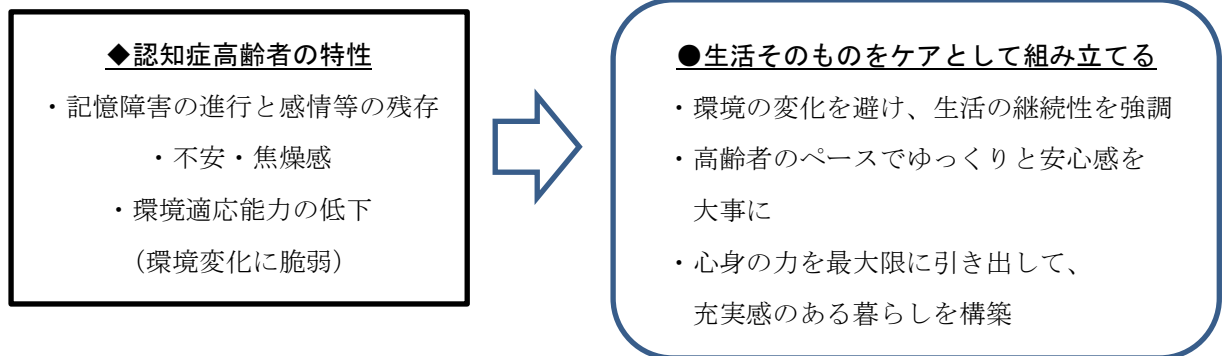 ◆認知症高齢者の特性
・記憶障害の進行と感情等の残存
・不安・焦燥感
・環境適応能力の低下
（環境変化に脆弱）
●生活そのものをケアとして組み立てる
・環境の変化を避け、生活の継続性を強調
・高齢者のペースでゆっくりと安心感を
大事に
・心身の力を最大限に引き出して、
充実感のある暮らしを構築